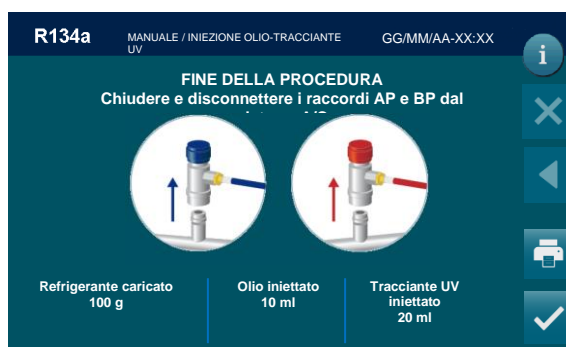 R134a
MANUALE / INIEZIONE OLIO-TRACCIANTE
UV
GG/MM/AA-XX:XX
i
FINE DELLA PROCEDURA
Chiudere e disconnettere i raccordi AP e BP dal
Refrigerante caricato
100 g
Olio iniettato
10 ml
Tracciante UV
iniettato
20 ml